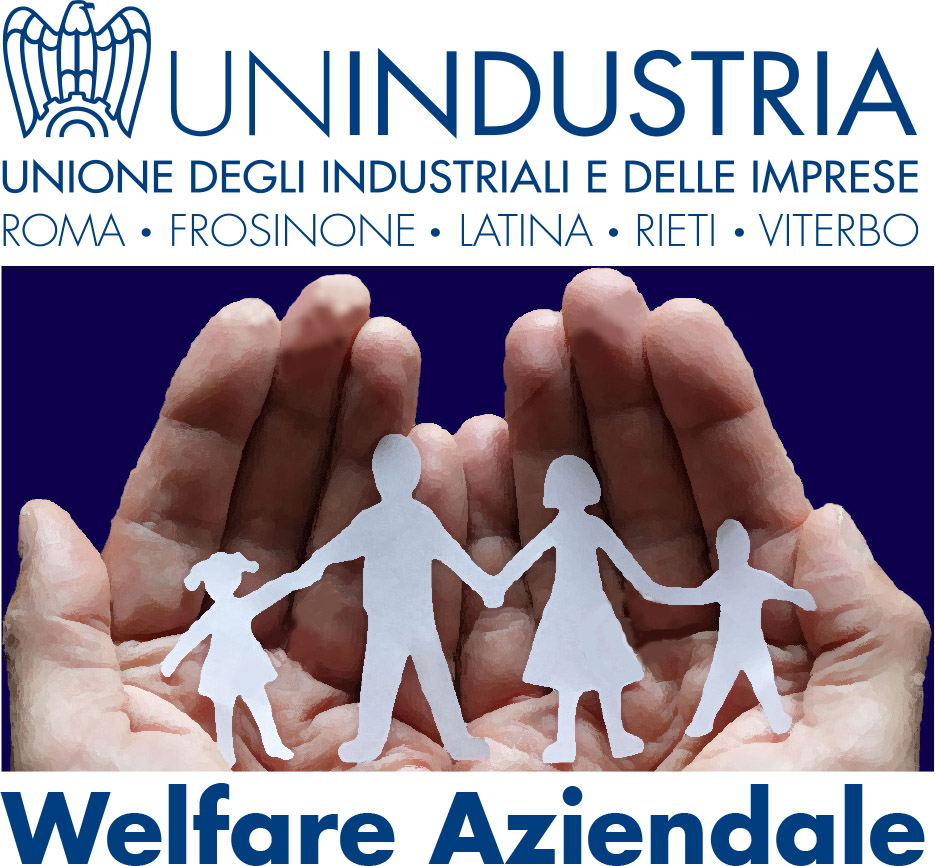 UNINDUSTRIA
UNIONE DEGLI INDUSTRIALI E DELLE IMPRESE
ROMA • FROSINONE • LATINA • RIETI • VITERBO
Welfare Aziendale